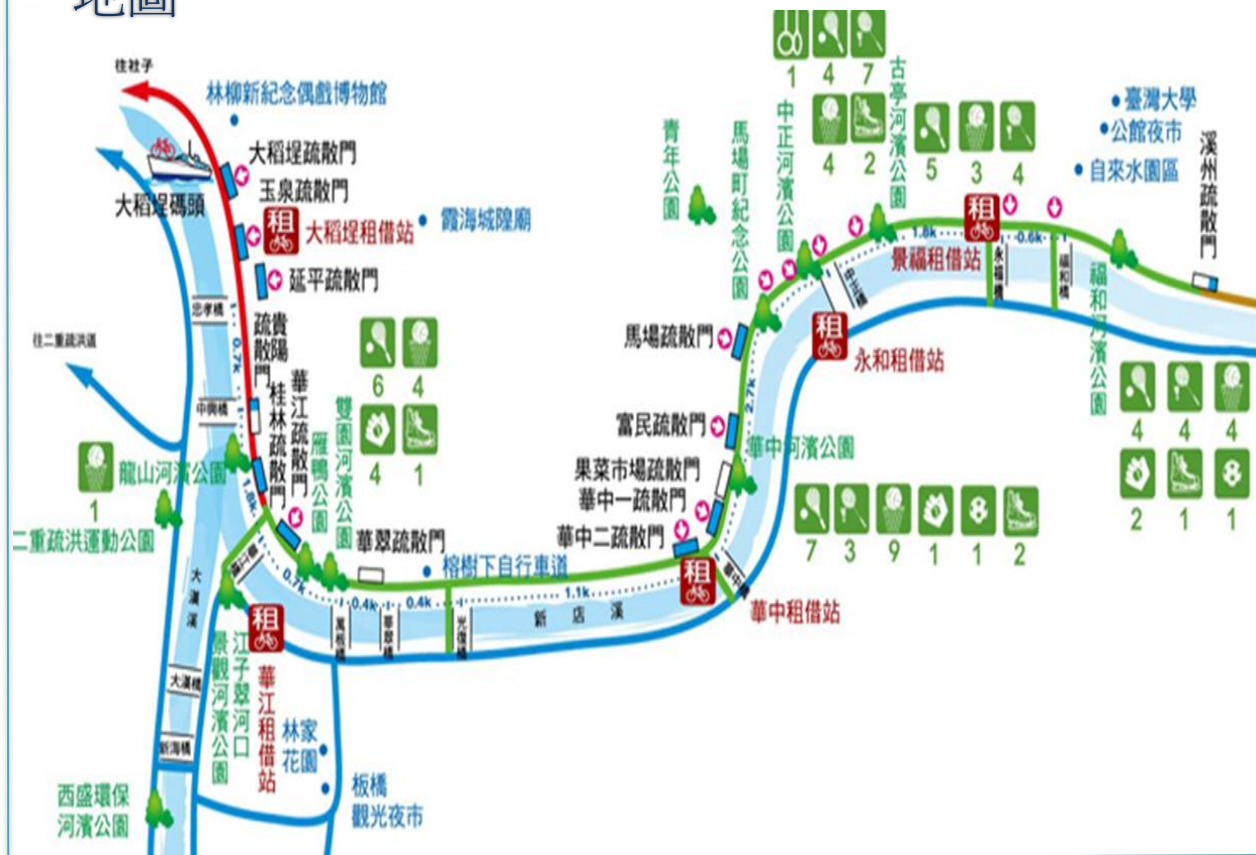 地圖
往社子
林柳新紀念偶戲博物館
大稻埕疏散門
大稻埕碼頭
玉泉疏散門
租
大稻埕租借站
霞海城隍廟
延平疏散門
忠孝橋
0.7k
往二重疏洪道
貴陽疏散門
中興橋
桂林疏散門
華江疏散門
雁鴨公園
雙園河濱公園
6
4
4
1
1
龍山河濱公園
1.8k
二重疏洪運動公園
大漢溪
華江橋
0.7k
0.4k
0.4k
1.1k
華翠疏散門
榕樹下自行車道
萬板橋
華翠橋
光復橋
新店溪
租
華江租借站
江子翠河口
景觀河濱公園
大漢橋
新海橋
林家
花園
板橋
觀光夜市
西盛環保
河濱公園
青年公園
馬場町紀念公園
中正河濱公園
1
4
7
4
2
古亭河濱公園
5
3
4
臺灣大學
公館夜市
自來水園區
溪州疏散門
租
景福租借站
1.8k
0.6k
永福橋
福和橋
福和河濱公園
中正橋
租
永和租借站
馬場疏散門
2.7k
富民疏散門
果菜市場疏散門
華中一疏散門
華中二疏散門
華中河濱公園
7
3
9
1
1
2
租
華中橋
華中租借站
4
4
4
2
1
1